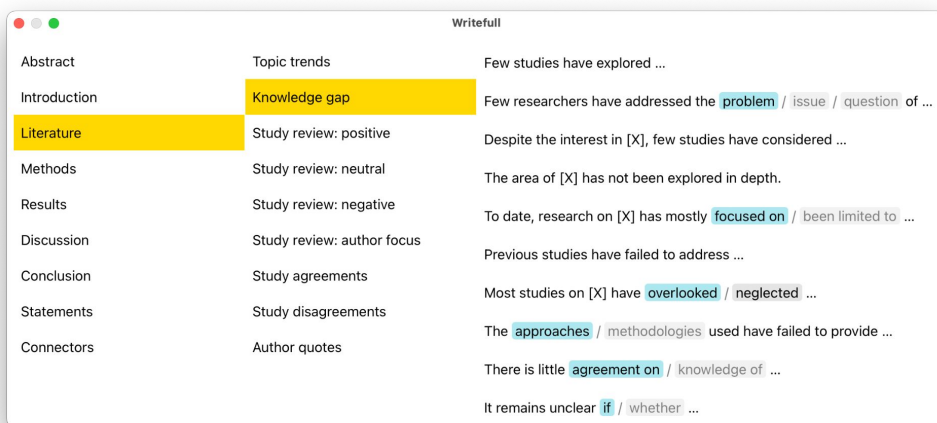 Writefull
Abstract
Introduction
Literature
Methods
Results
Discussion
Conclusion
Statements
Connectors
Topic trends
Knowledge gap
Study review: positive
Study review: neutral
Study review: negative
Study review: author focus
Study agreements
Study disagreements
Author quotes
Few studies have explored ...
Few researchers have addressed the problem / issue / question of ...
Despite the interest in [X], few studies have considered ...
The area of [X] has not been explored in depth.
To date, research on [X] has mostly focused on / been limited to ...
Previous studies have failed to address ...
Most studies on [X] have overlooked / neglected ...
The approaches / methodologies used have failed to provide ...
There is little agreement on / knowledge of ...
It remains unclear if / whether ...